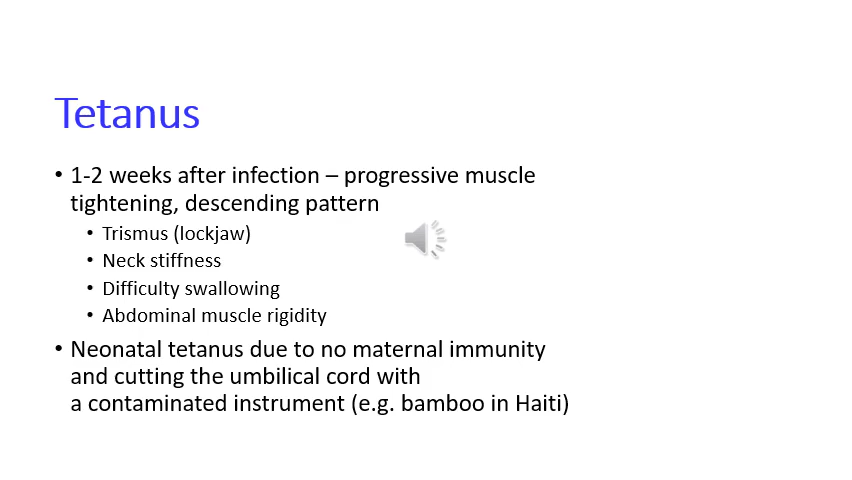 Tetanus
• 1-2 weeks after infection – progressive muscle
tightening, descending pattern
• Trismus (lockjaw)
• Neck stiffness
• Difficulty swallowing
• Abdominal muscle rigidity
• Neonatal tetanus due to no maternal immunity
and cutting the umbilical cord with
a contaminated instrument (e.g. bamboo in Haiti)